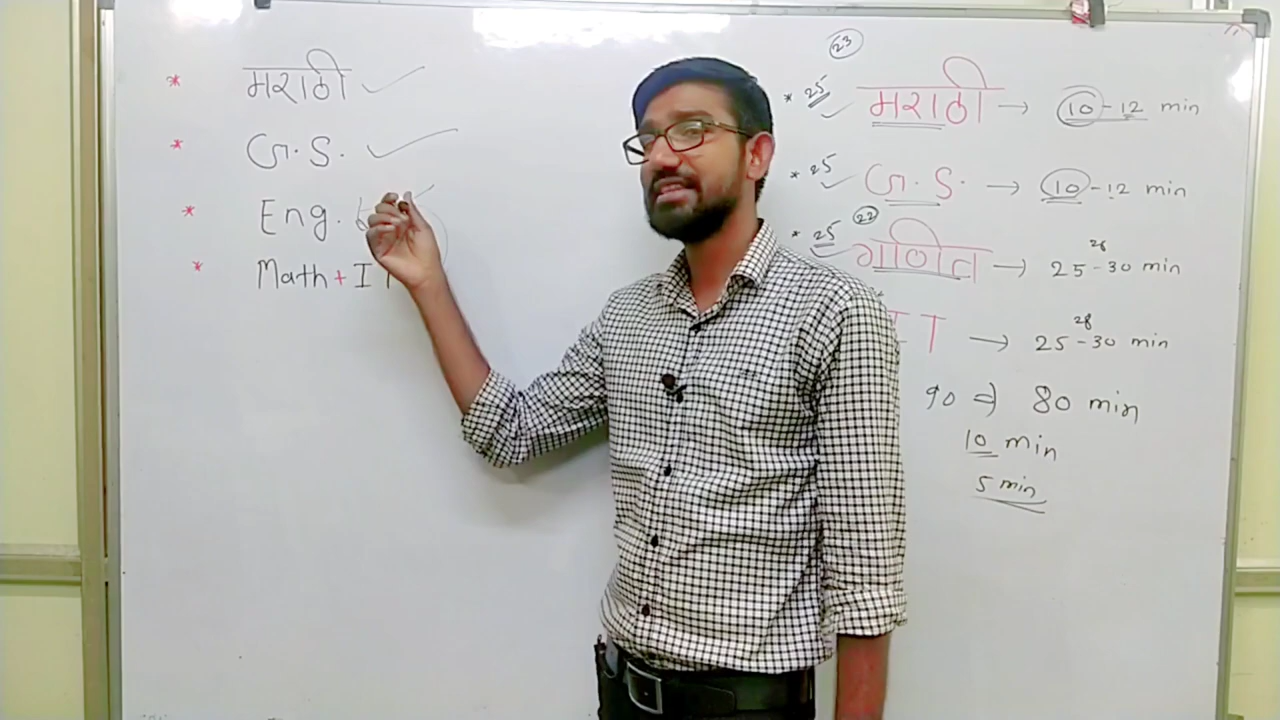 * मराठी
* G.S.
* Eng.
* Math + I
23
* 25 मराठी → 10-12 min
* 25 G.S. → 10-12 min
22
* 25 गणित → 25-30 min
28
→ 25-30 min
28
90 ⇒ 80 min
10 min
5 min